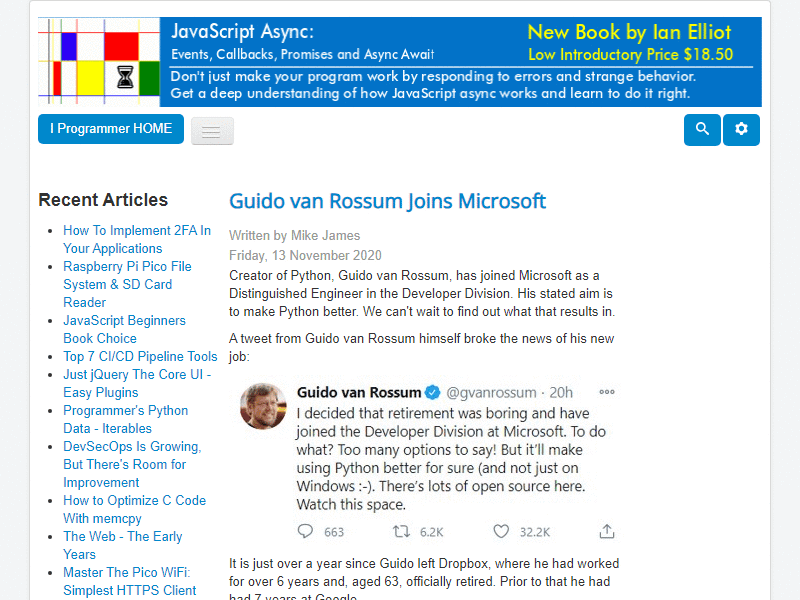 JavaScript Async:
Events, Callbacks, Promises and Async Await
New Book by Ian Elliot
Low Introductory Price $18.50
Don't just make your program work by responding to errors and strange behavior.
Get a deep understanding of how JavaScript async works and learn to do it right.
I Programmer HOME
Recent Articles
How To Implement 2FA In
Your Applications
Raspberry Pi Pico File
System & SD Card
Reader
JavaScript Beginners
Book Choice
Top 7 CI/CD Pipeline Tools
Just jQuery The Core UI -
Easy Plugins
Programmer's Python
Data - Iterables
DevSecOps Is Growing,
But There's Room for
Improvement
How to Optimize C Code
With memcpy
The Web - The Early
Years
Master The Pico WiFi:
Simplest HTTPS Client
Guido van Rossum Joins Microsoft
Written by Mike James
Friday, 13 November 2020
Creator of Python, Guido van Rossum, has joined Microsoft as a
Distinguished Engineer in the Developer Division. His stated aim is
to make Python better. We can't wait to find out what that results in.
A tweet from Guido van Rossum himself broke the news of his new
job:
Guido van Rossum @gvanrossum · 20h
I decided that retirement was boring and have
joined the Developer Division at Microsoft. To do
what? Too many options to say! But it'll make
using Python better for sure (and not just on
Windows :-). There's lots of open source here.
Watch this space.
663 6.2K 32.2K
It is just over a year since Guido left Dropbox, where he had worked
for over 6 years and, aged 63, officially retired. Prior to that he had
had 7 years at Google.